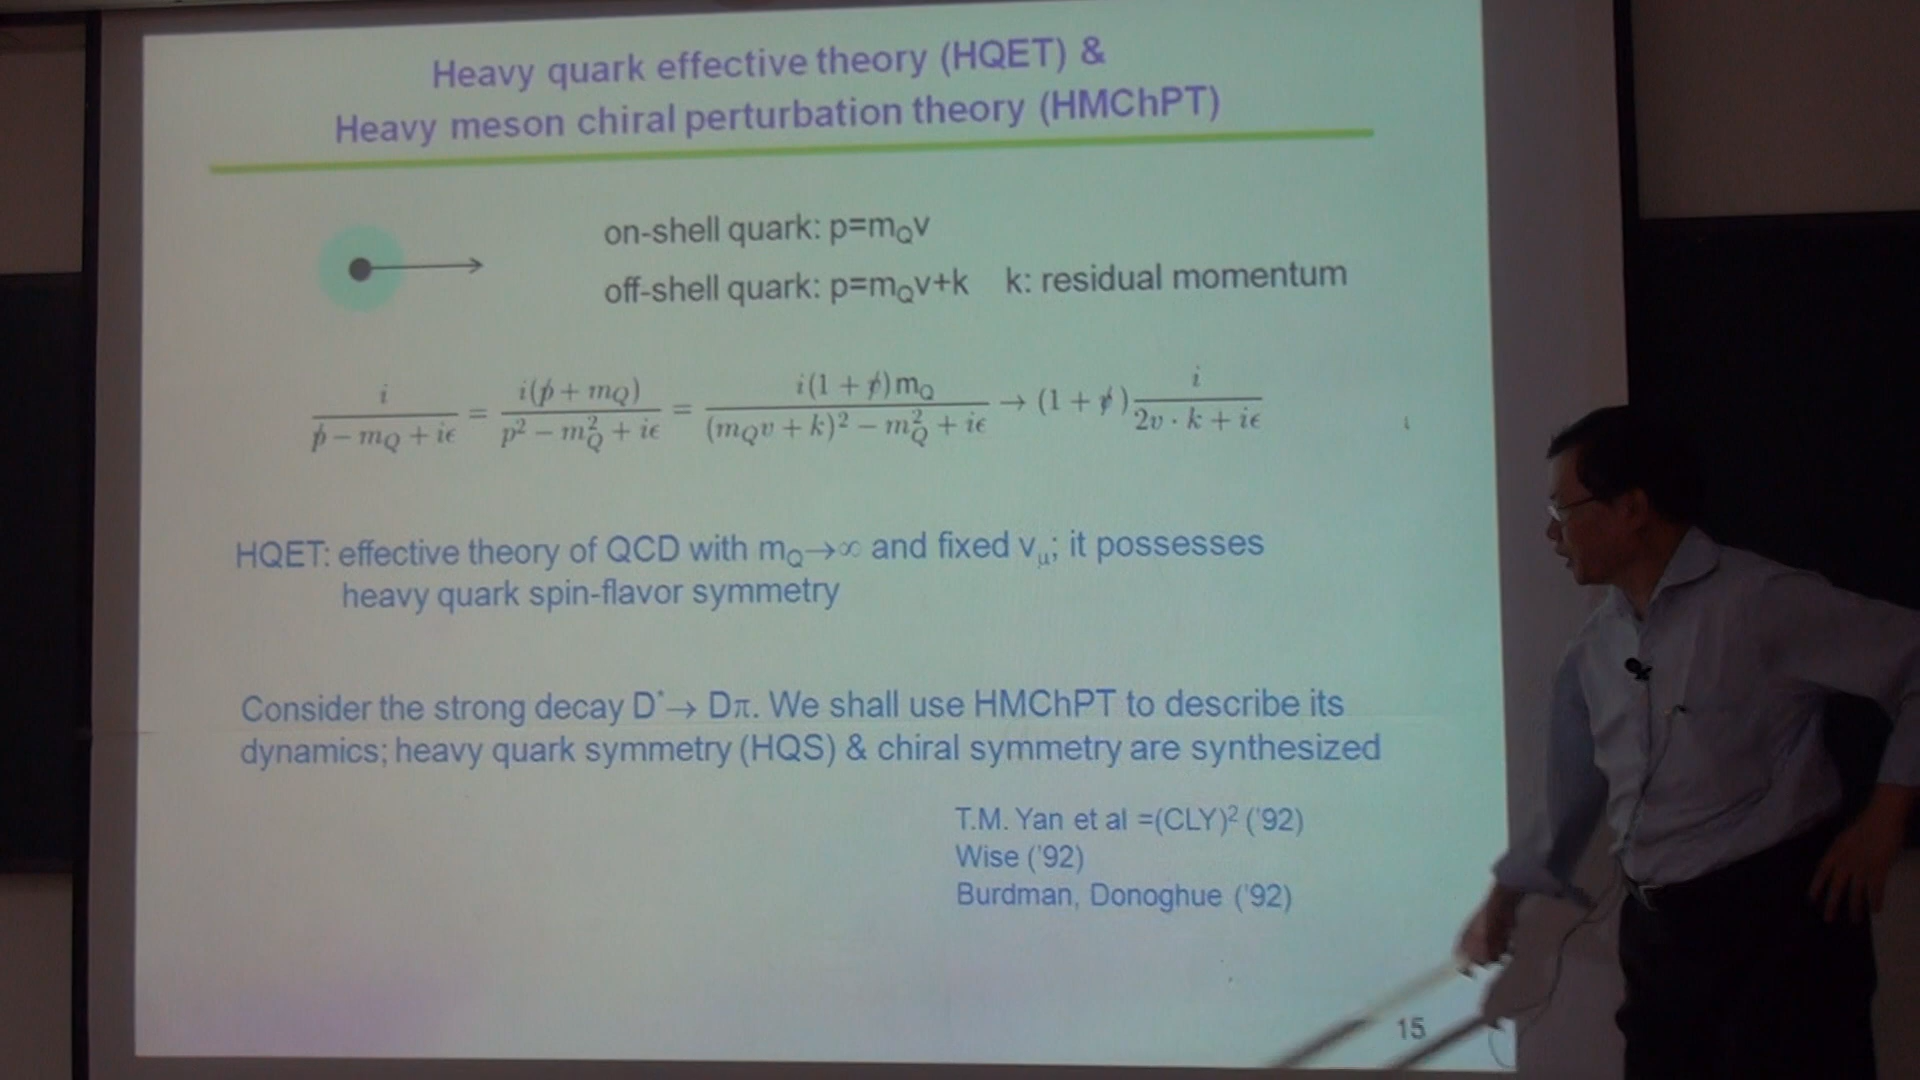 Heavy quark effective theory (HQET) &
Heavy meson chiral perturbation theory (HMChPT)
on-shell quark: p=m_Qv
off-shell quark: p=m_Qv+k k: residual momentum
i/(p̸ − m_Q + iϵ) = i(p̸ + m_Q)/(p² − m_Q² + iϵ) = i(1 + v̸)m_Q/((m_Qv + k)² − m_Q² + iϵ) → (1 + v̸) i/(2v · k + iϵ)
HQET: effective theory of QCD with m_Q→∞ and fixed v_μ; it possesses
heavy quark spin-flavor symmetry
Consider the strong decay D*→ Dπ. We shall use HMChPT to describe its
dynamics; heavy quark symmetry (HQS) & chiral symmetry are synthesized
T.M. Yan et al =(CLY)² ('92)
Wise ('92)
Burdman, Donoghue ('92)
15